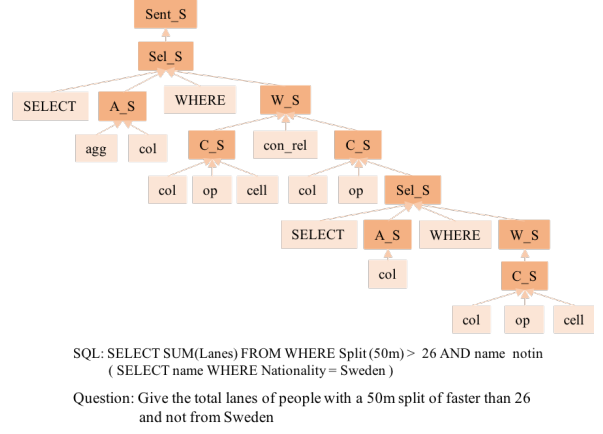 Sent_S
Sel_S
SELECT A_S WHERE W_S
agg col C_S con_rel C_S
col op cell col op Sel_S
SELECT A_S WHERE W_S
col C_S
col op cell
SQL: SELECT SUM(Lanes) FROM WHERE Split (50m) > 26 AND name notin
( SELECT name WHERE Nationality = Sweden )
Question: Give the total lanes of people with a 50m split of faster than 26
and not from Sweden